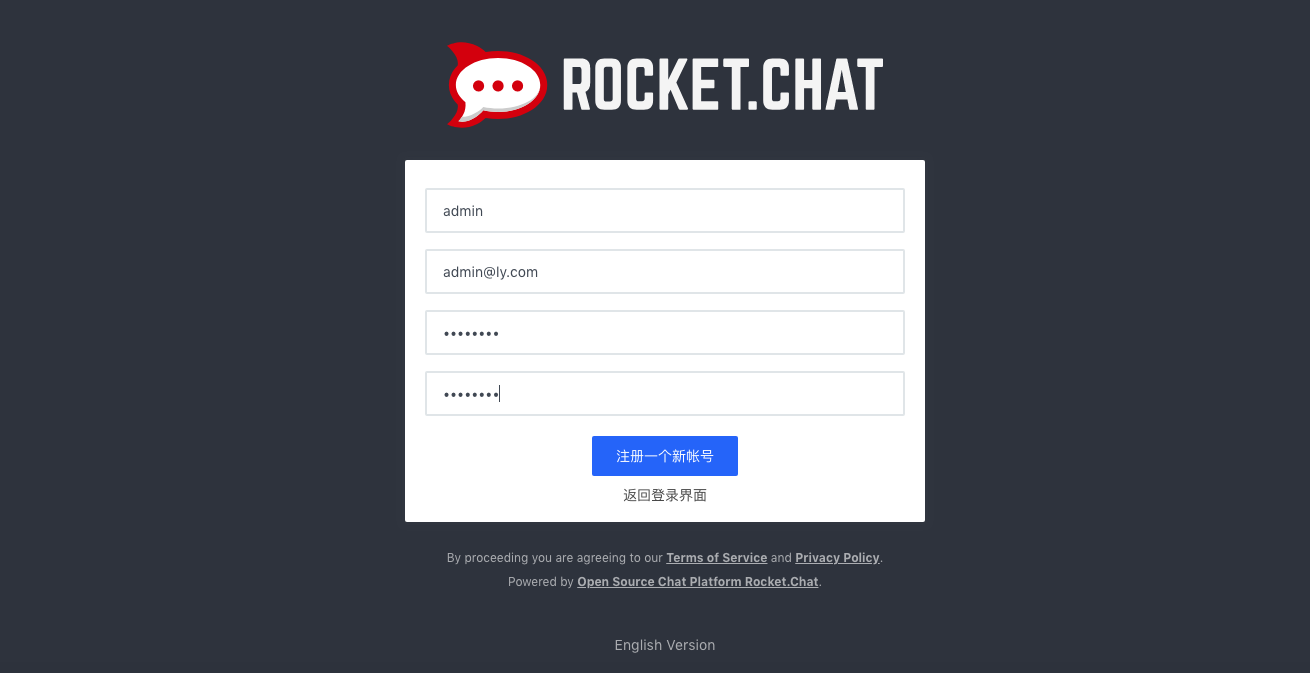 ROCKET.CHAT
admin
admin@ly.com
••••••••
••••••••
注册一个新帐号
返回登录界面
By proceeding you are agreeing to our Terms of Service and Privacy Policy.
Powered by Open Source Chat Platform Rocket.Chat.
English Version